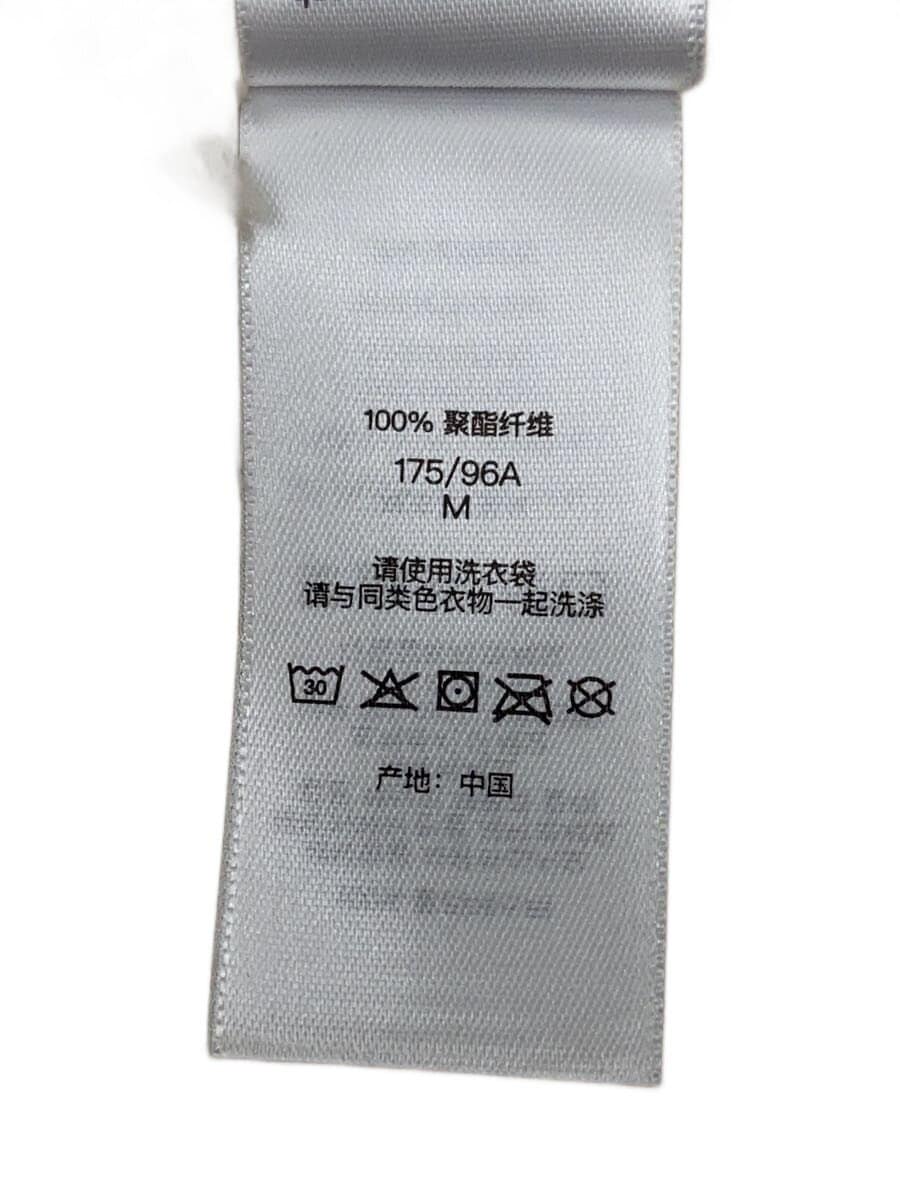 100% 聚酯纤维
175/96A
M
请使用洗衣袋
请与同类色衣物一起洗涤
30
产地：中国